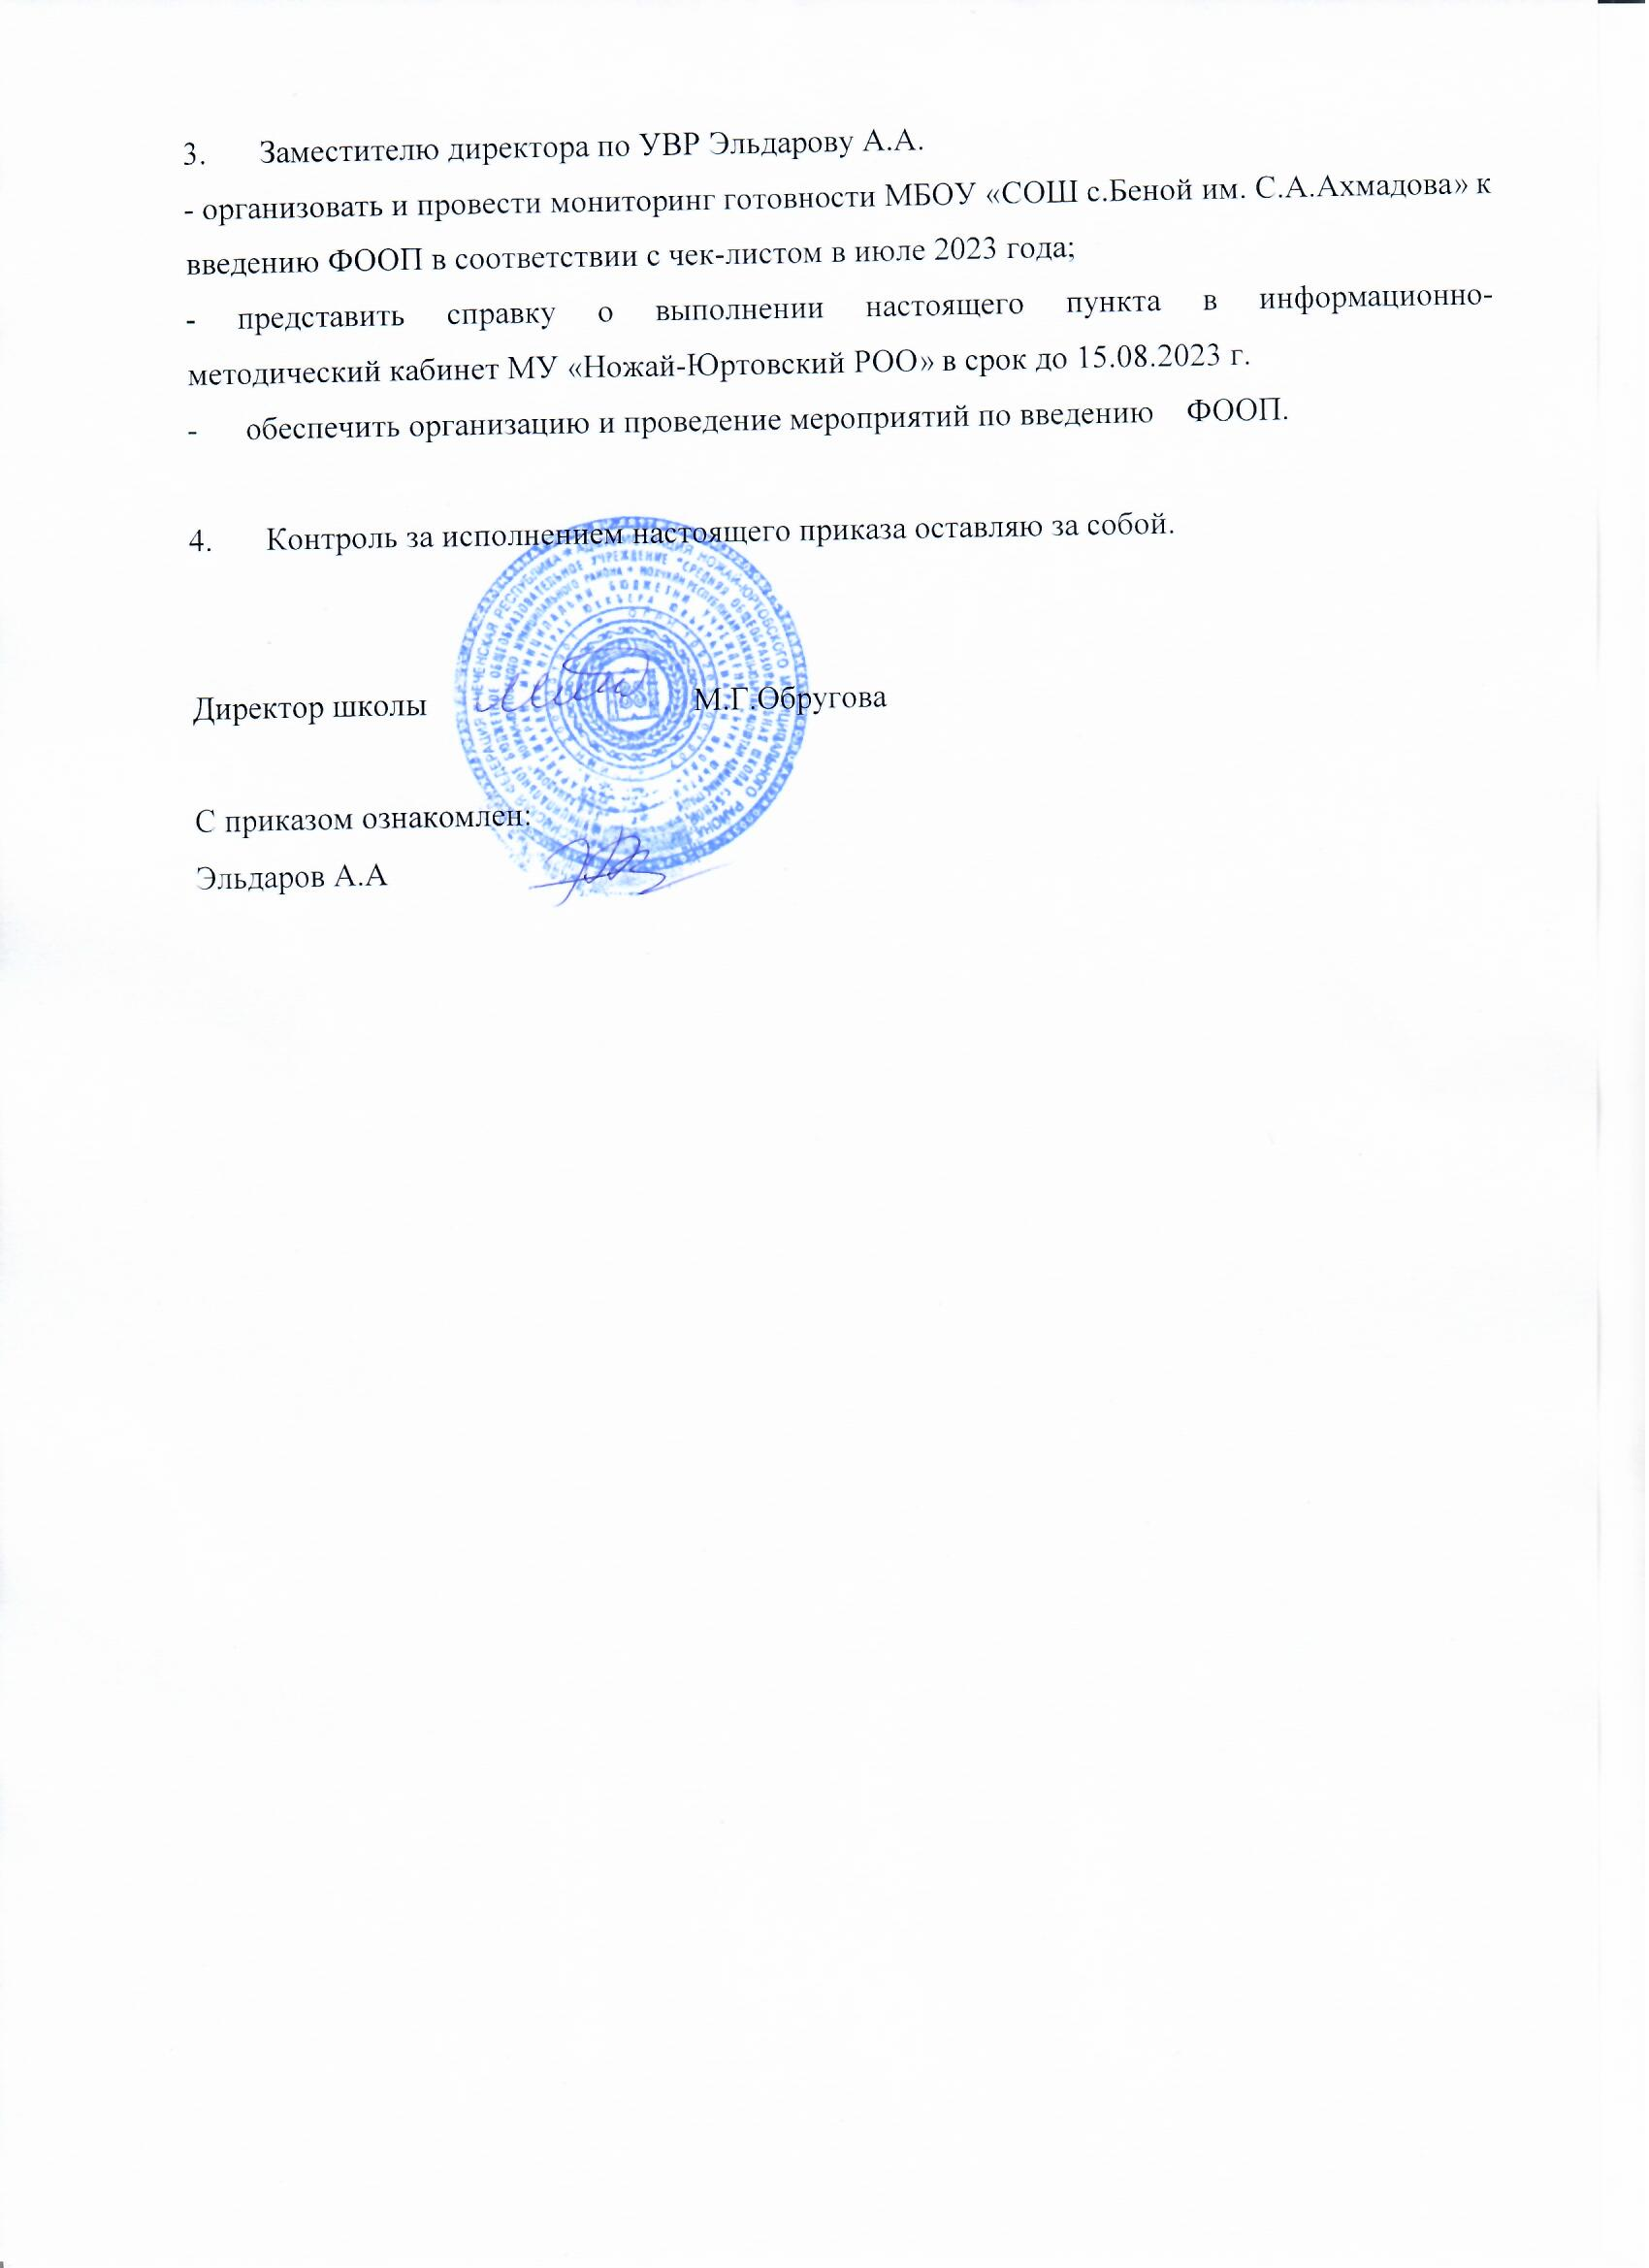 3. Заместителю директора по УВР Эльдарову А.А.
- организовать и провести мониторинг готовности МБОУ «СОШ с.Беной им. С.А.Ахмадова» к
введению ФООП в соответствии с чек-листом в июле 2023 года;
- представить справку о выполнении настоящего пункта в информационно-
методический кабинет МУ «Ножай-Юртовский РОО» в срок до 15.08.2023 г.
- обеспечить организацию и проведение мероприятий по введению ФООП.
4. Контроль за исполнением настоящего приказа оставляю за собой.
Директор школы М.Г.Обругова
С приказом ознакомлен:
Эльдаров А.А